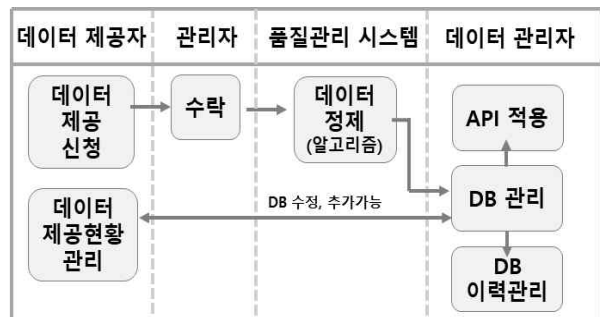 데이터 제공자
관리자
품질관리 시스템
데이터 관리자
데이터
제공
신청
수락
데이터
정제
(알고리즘)
API 적용
DB 관리
DB 수정, 추가가능
데이터
제공현황
관리
DB
이력관리